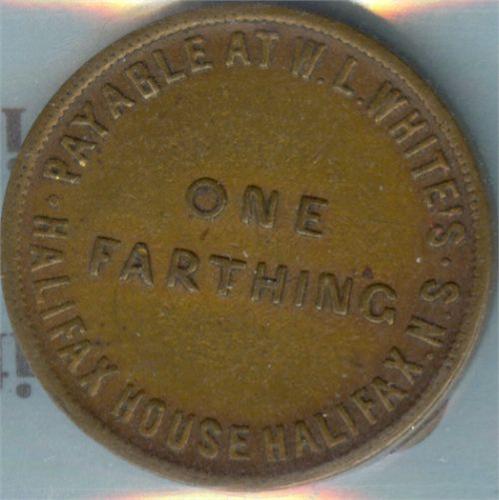 PAYABLE AT W.L.WHITE'S.
ONE
FARTHING
HALIFAX HOUSE HALIFAX.N.S.